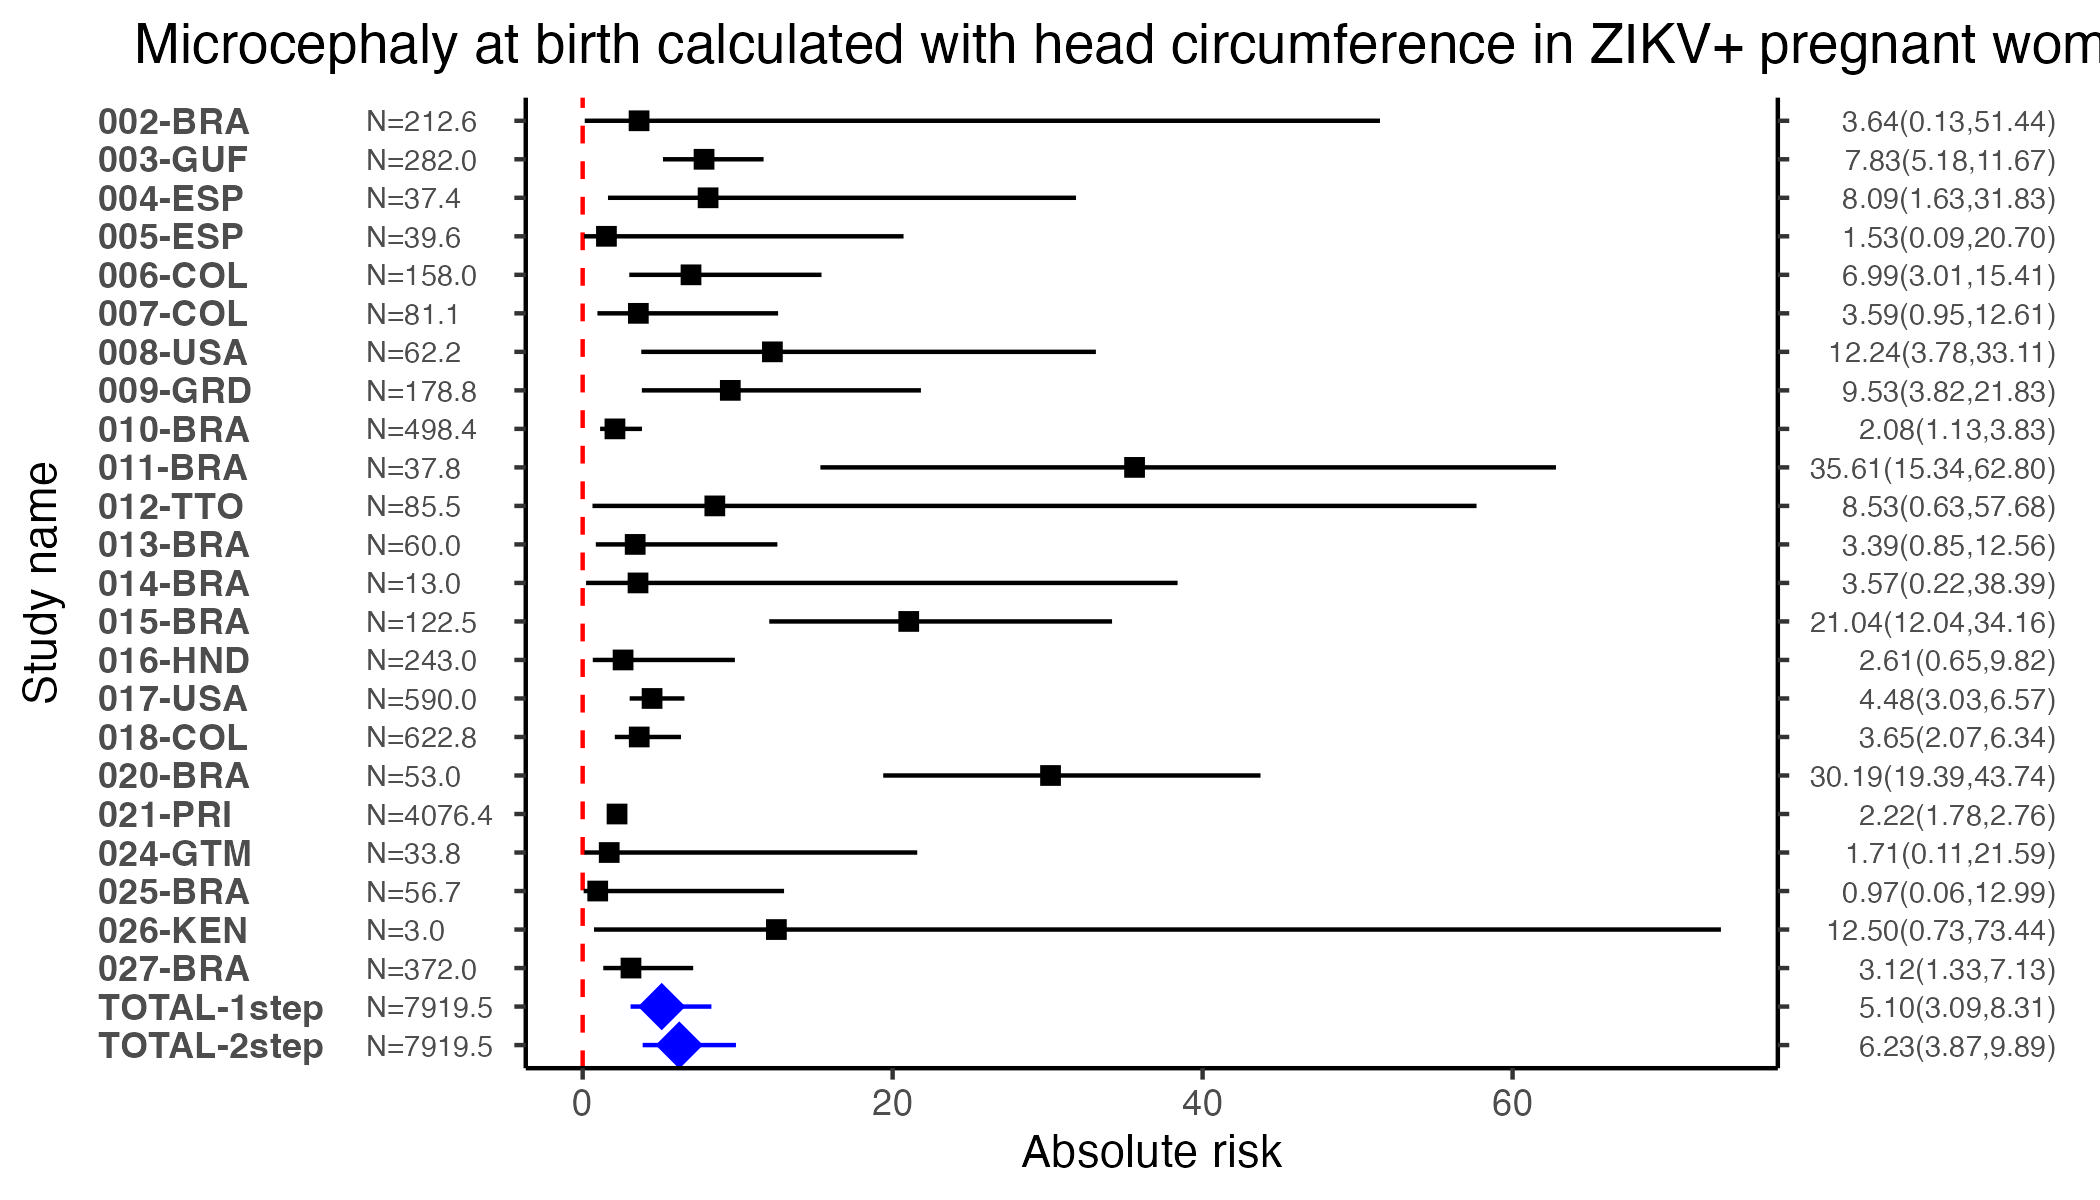 Microcephaly at birth calculated with head circumference in ZIKV+ pregnant wom
Study name
002-BRA N=212.6 3.64(0.13,51.44)
003-GUF N=282.0 7.83(5.18,11.67)
004-ESP N=37.4 8.09(1.63,31.83)
005-ESP N=39.6 1.53(0.09,20.70)
006-COL N=158.0 6.99(3.01,15.41)
007-COL N=81.1 3.59(0.95,12.61)
008-USA N=62.2 12.24(3.78,33.11)
009-GRD N=178.8 9.53(3.82,21.83)
010-BRA N=498.4 2.08(1.13,3.83)
011-BRA N=37.8 35.61(15.34,62.80)
012-TTO N=85.5 8.53(0.63,57.68)
013-BRA N=60.0 3.39(0.85,12.56)
014-BRA N=13.0 3.57(0.22,38.39)
015-BRA N=122.5 21.04(12.04,34.16)
016-HND N=243.0 2.61(0.65,9.82)
017-USA N=590.0 4.48(3.03,6.57)
018-COL N=622.8 3.65(2.07,6.34)
020-BRA N=53.0 30.19(19.39,43.74)
021-PRI N=4076.4 2.22(1.78,2.76)
024-GTM N=33.8 1.71(0.11,21.59)
025-BRA N=56.7 0.97(0.06,12.99)
026-KEN N=3.0 12.50(0.73,73.44)
027-BRA N=372.0 3.12(1.33,7.13)
TOTAL-1step N=7919.5 5.10(3.09,8.31)
TOTAL-2step N=7919.5 6.23(3.87,9.89)
0 20 40 60
Absolute risk